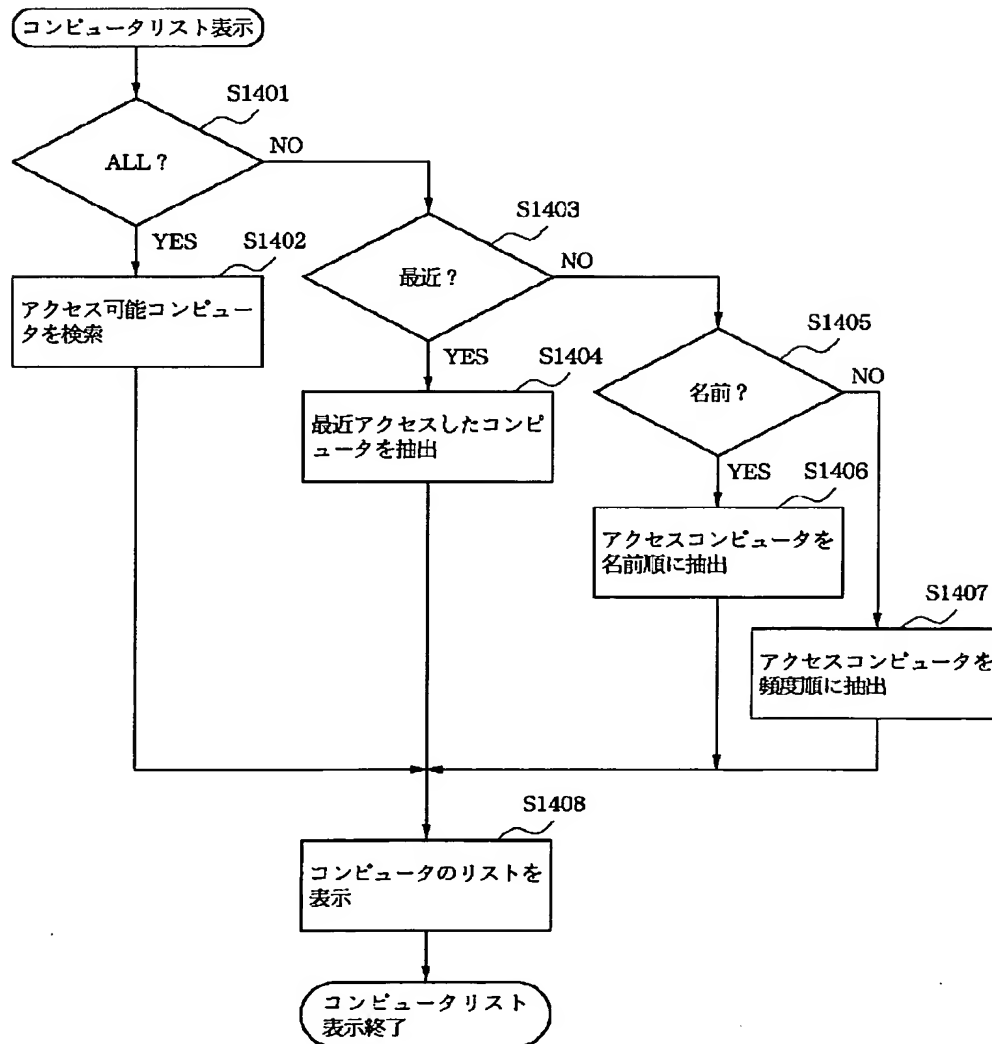 コンピュータリスト表示
S1401
ALL?
NO
YES
S1402
アクセス可能コンピュー
タを検索
S1403
最近?
NO
YES
S1404
最近アクセスしたコンピ
ュータを抽出
S1405
名前?
NO
YES
S1406
アクセスコンピュータを
名前順に抽出
S1407
アクセスコンピュータを
頻度順に抽出
S1408
コンピュータのリストを
表示
コンピュータリスト
表示終了